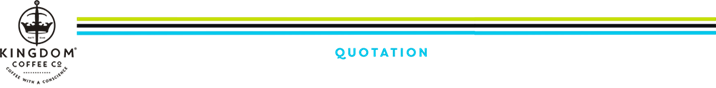 KINGDOM®
COFFEE CO
COFFEE WITH A CONSCIENCE
QUOTATION